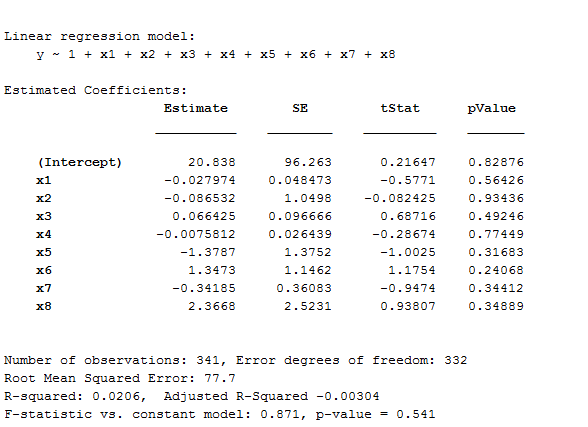 Linear regression model:
y ~ 1 + x1 + x2 + x3 + x4 + x5 + x6 + x7 + x8
Estimated Coefficients:
Estimate SE tStat pValue
(Intercept) 20.838 96.263 0.21647 0.82876
x1 -0.027974 0.048473 -0.5771 0.56426
x2 -0.086532 1.0498 -0.082425 0.93436
x3 0.066425 0.096666 0.68716 0.49246
x4 -0.0075812 0.026439 -0.28674 0.77449
x5 -1.3787 1.3752 -1.0025 0.31683
x6 1.3473 1.1462 1.1754 0.24068
x7 -0.34185 0.36083 -0.9474 0.34412
x8 2.3668 2.5231 0.93807 0.34889
Number of observations: 341, Error degrees of freedom: 332
Root Mean Squared Error: 77.7
R-squared: 0.0206, Adjusted R-Squared -0.00304
F-statistic vs. constant model: 0.871, p-value = 0.541